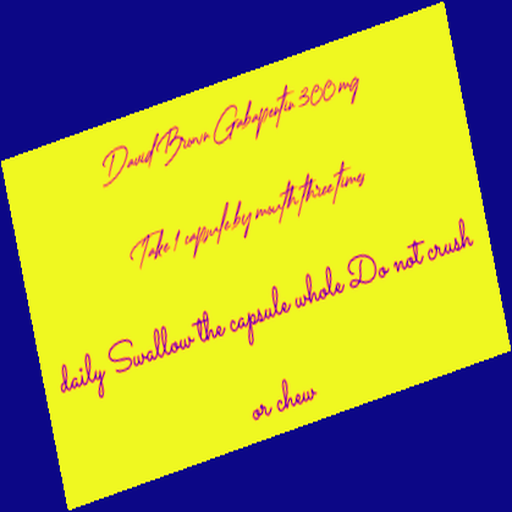 David Brown Gabapentin 300 mg
Take 1 capsule by mouth three times
daily Swallow the capsule whole Do not crush
or chew